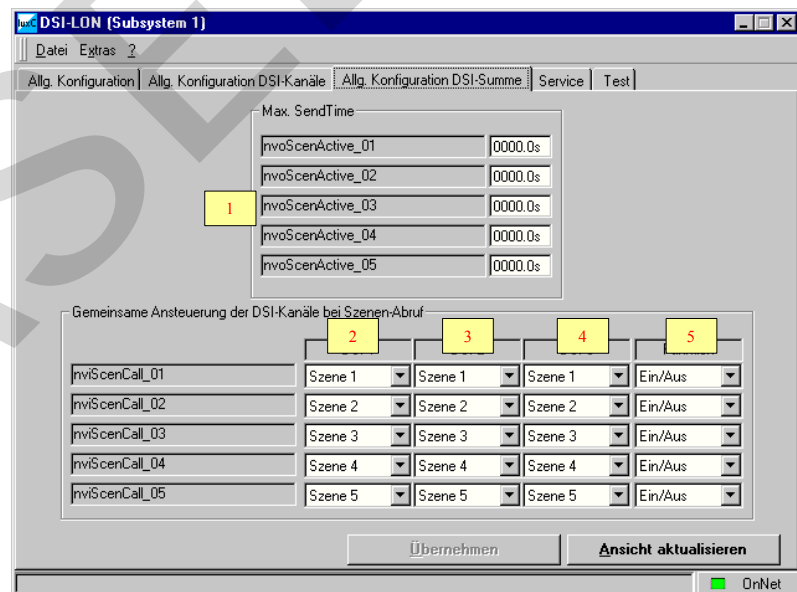 luxC DSI-LON (Subsystem 1)
Datei Extras ?
Allg. Konfiguration Allg. Konfiguration DSI-Kanäle Allg. Konfiguration DSI-Summe Service Test
Max. SendTime
nvoScenActive_01 0000.0s
nvoScenActive_02 0000.0s
1 nvoScenActive_03 0000.0s
nvoScenActive_04 0000.0s
nvoScenActive_05 0000.0s
Gemeinsame Ansteuerung der DSI-Kanäle bei Szenen-Abruf
2 3 4 5
nviScenCall_01 Szene 1 Szene 1 Szene 1 Ein/Aus
nviScenCall_02 Szene 2 Szene 2 Szene 2 Ein/Aus
nviScenCall_03 Szene 3 Szene 3 Szene 3 Ein/Aus
nviScenCall_04 Szene 4 Szene 4 Szene 4 Ein/Aus
nviScenCall_05 Szene 5 Szene 5 Szene 5 Ein/Aus
Übernehmen Ansicht aktualisieren
OnNet